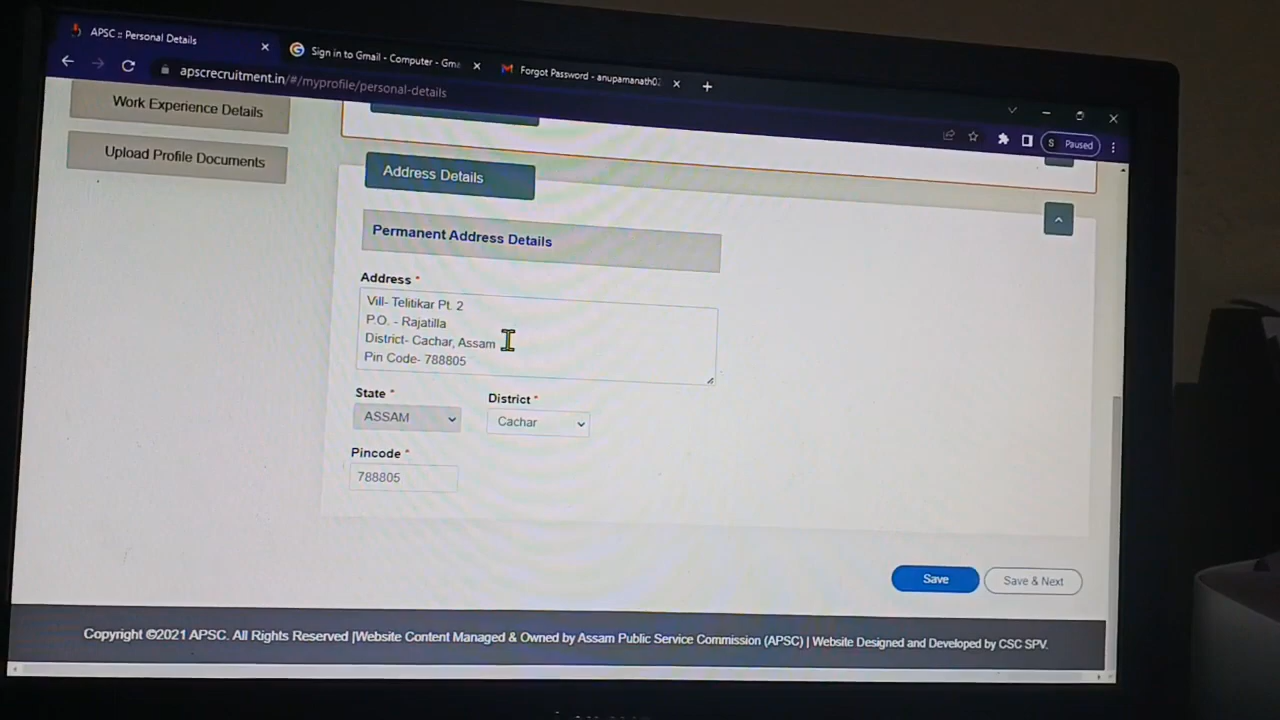 APSC :: Personal Details
Sign in to Gmail - Computer - Gma
Forgot Password - anupamanath02
apscrecruitment.in/#/myprofile/personal-details
S Paused
Work Experience Details
Upload Profile Documents
Address Details
Permanent Address Details
Address *
Vill- Telitikar Pt. 2
P.O. - Rajatilla
District- Cachar, Assam
Pin Code- 788805
State * District *
ASSAM Cachar
Pincode *
788805
Save Save & Next
Copyright ©2021 APSC. All Rights Reserved |Website Content Managed & Owned by Assam Public Service Commission (APSC) | Website Designed and Developed by CSC SPV.